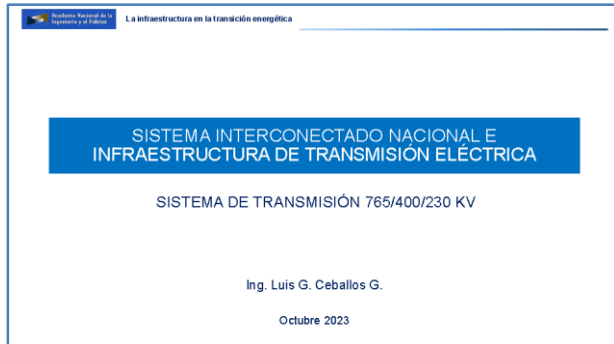 Academia Nacional de la
Ingeniería y el Hábitat
La infraestructura en la transición energética
SISTEMA INTERCONECTADO NACIONAL E
INFRAESTRUCTURA DE TRANSMISIÓN ELÉCTRICA
SISTEMA DE TRANSMISIÓN 765/400/230 KV
Ing. Luis G. Ceballos G.
Octubre 2023